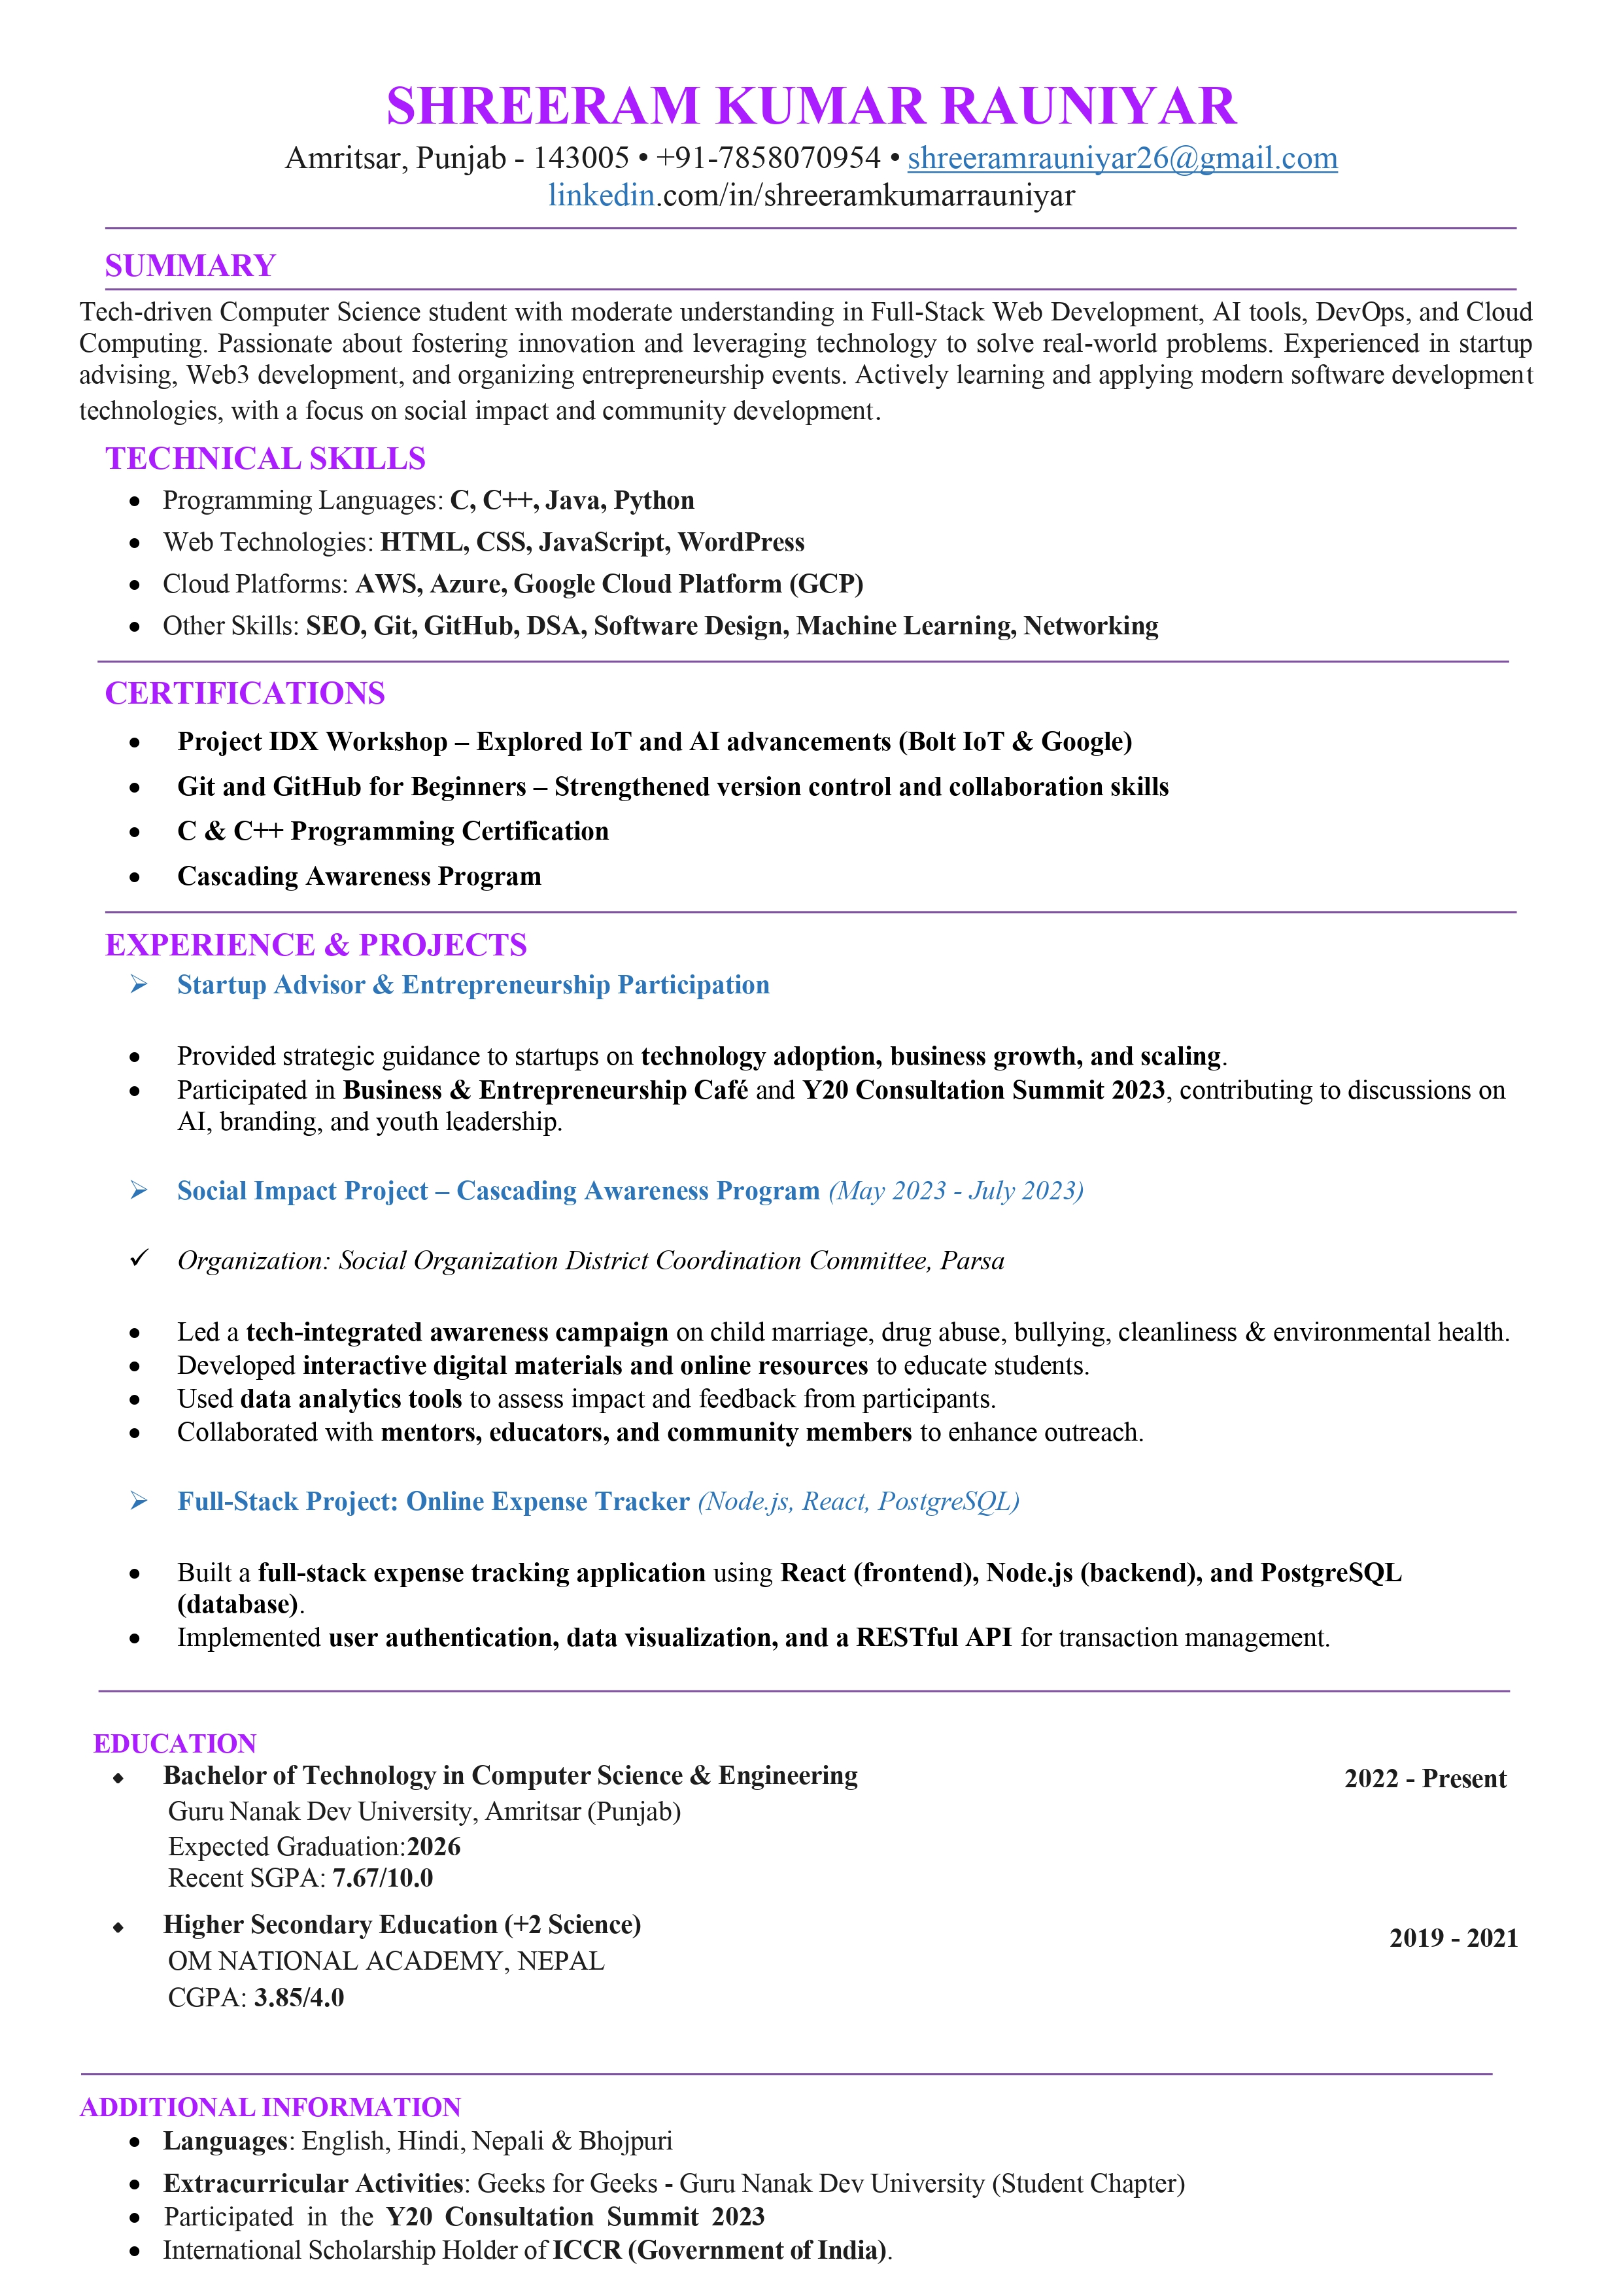 SHREERAM KUMAR RAUNIYAR
Amritsar, Punjab - 143005 • +91-7858070954 • shreeramrauniyar26@gmail.com
linkedin.com/in/shreeramkumarrauniyar
SUMMARY
Tech-driven Computer Science student with moderate understanding in Full-Stack Web Development, AI tools, DevOps, and Cloud
Computing. Passionate about fostering innovation and leveraging technology to solve real-world problems. Experienced in startup
advising, Web3 development, and organizing entrepreneurship events. Actively learning and applying modern software development
technologies, with a focus on social impact and community development.
TECHNICAL SKILLS
• Programming Languages: C, C++, Java, Python
• Web Technologies: HTML, CSS, JavaScript, WordPress
• Cloud Platforms: AWS, Azure, Google Cloud Platform (GCP)
• Other Skills: SEO, Git, GitHub, DSA, Software Design, Machine Learning, Networking
CERTIFICATIONS
• Project IDX Workshop – Explored IoT and AI advancements (Bolt IoT & Google)
• Git and GitHub for Beginners – Strengthened version control and collaboration skills
• C & C++ Programming Certification
• Cascading Awareness Program
EXPERIENCE & PROJECTS
➢ Startup Advisor & Entrepreneurship Participation
• Provided strategic guidance to startups on technology adoption, business growth, and scaling.
• Participated in Business & Entrepreneurship Café and Y20 Consultation Summit 2023, contributing to discussions on
AI, branding, and youth leadership.
➢ Social Impact Project – Cascading Awareness Program (May 2023 - July 2023)
✓ Organization: Social Organization District Coordination Committee, Parsa
• Led a tech-integrated awareness campaign on child marriage, drug abuse, bullying, cleanliness & environmental health.
• Developed interactive digital materials and online resources to educate students.
• Used data analytics tools to assess impact and feedback from participants.
• Collaborated with mentors, educators, and community members to enhance outreach.
➢ Full-Stack Project: Online Expense Tracker (Node.js, React, PostgreSQL)
• Built a full-stack expense tracking application using React (frontend), Node.js (backend), and PostgreSQL
(database).
• Implemented user authentication, data visualization, and a RESTful API for transaction management.
EDUCATION
⬩ Bachelor of Technology in Computer Science & Engineering 2022 - Present
Guru Nanak Dev University, Amritsar (Punjab)
Expected Graduation:2026
Recent SGPA: 7.67/10.0
⬩ Higher Secondary Education (+2 Science) 2019 - 2021
OM NATIONAL ACADEMY, NEPAL
CGPA: 3.85/4.0
ADDITIONAL INFORMATION
• Languages: English, Hindi, Nepali & Bhojpuri
• Extracurricular Activities: Geeks for Geeks - Guru Nanak Dev University (Student Chapter)
• Participated in the Y20 Consultation Summit 2023
• International Scholarship Holder of ICCR (Government of India).